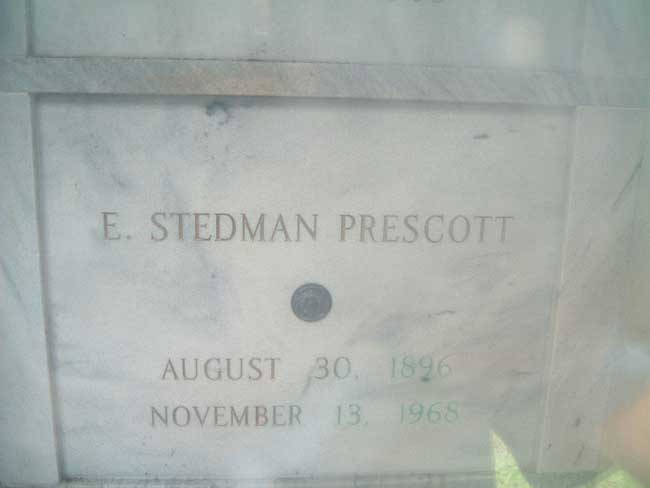 E. STEDMAN PRESCOTT
AUGUST 30, 1896
NOVEMBER 13, 1968